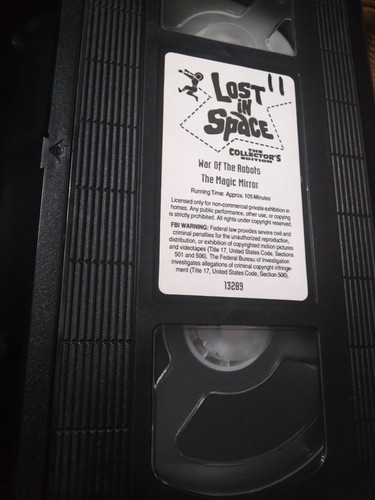 LOST
IN
SPACE
THE
COLLECTOR'S
EDITION
War Of The Robots
The Magic Mirror
Running Time: Approx. 105 Minutes
Licensed only for non-commercial private exhibition in
homes. Any public performance, other use, or copying
is strictly prohibited. All rights under copyright reserved.
FBI WARNING: Federal law provides severe civil and
criminal penalties for the unauthorized reproduction,
distribution, or exhibition of copyrighted motion pictures
and videotapes (Title 17, United States Code, Sections
501 and 506). The Federal Bureau of Investigation
investigates allegations of criminal copyright infringe-
ment (Title 17, United States Code, Section 506).
13289